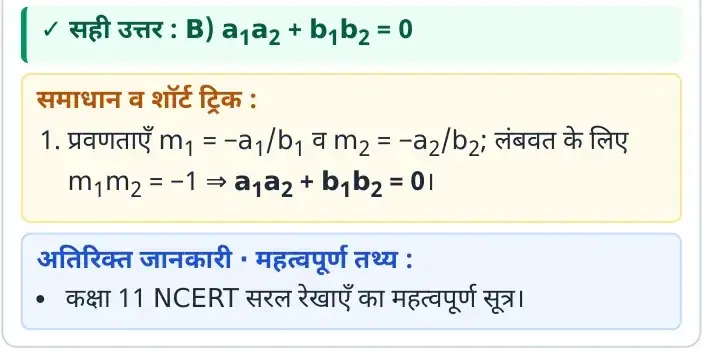 ✓ सही उत्तर : B) a₁a₂ + b₁b₂ = 0
समाधान व शॉर्ट ट्रिक :
1. प्रवणताएँ m₁ = −a₁/b₁ व m₂ = −a₂/b₂; लंबवत के लिए
m₁m₂ = −1 ⇒ a₁a₂ + b₁b₂ = 0।
अतिरिक्त जानकारी · महत्वपूर्ण तथ्य :
• कक्षा 11 NCERT सरल रेखाएँ का महत्वपूर्ण सूत्र।